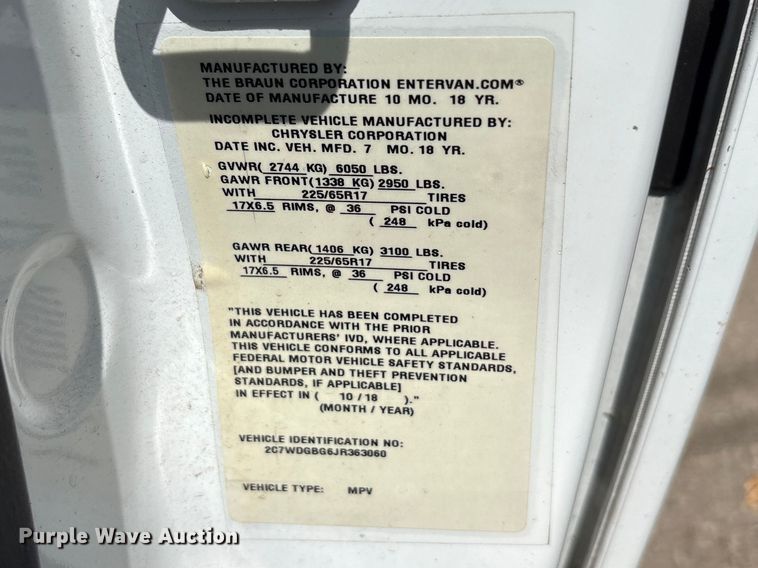 MANUFACTURED BY:
THE BRAUN CORPORATION ENTERVAN.COM®
DATE OF MANUFACTURE 10 MO. 18 YR.
INCOMPLETE VEHICLE MANUFACTURED BY:
CHRYSLER CORPORATION
DATE INC. VEH. MFD. 7 MO. 18 YR.
GVWR( 2744 KG) 6050 LBS.
GAWR FRONT(1338 KG) 2950 LBS.
WITH 225/65R17 TIRES
17X6.5 RIMS, @ 36 PSI COLD
( 248 kPa cold)
GAWR REAR(1406 KG) 3100 LBS.
WITH 225/65R17 TIRES
17X6.5 RIMS, @ 36 PSI COLD
( 248 kPa cold)
"THIS VEHICLE HAS BEEN COMPLETED
IN ACCORDANCE WITH THE PRIOR
MANUFACTURERS' IVD, WHERE APPLICABLE.
THIS VEHICLE CONFORMS TO ALL APPLICABLE
FEDERAL MOTOR VEHICLE SAFETY STANDARDS,
[AND BUMPER AND THEFT PREVENTION
STANDARDS, IF APPLICABLE]
IN EFFECT IN ( 10 / 18 )."
(MONTH / YEAR)
VEHICLE IDENTIFICATION NO:
2C7WDGBG6JR363060
VEHICLE TYPE: MPV
Purple Wave Auction